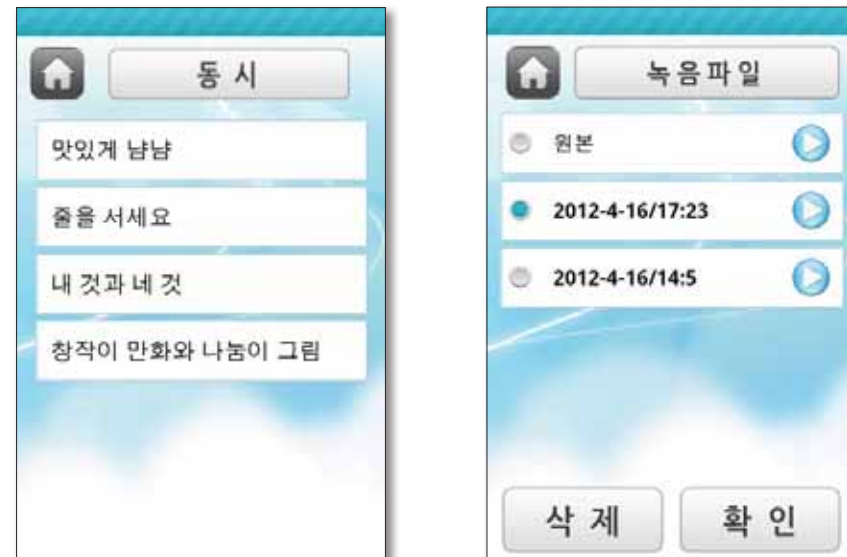 동 시
맛있게 냠냠
줄을 서세요
내 것과 네 것
창작이 만화와 나눔이 그림
녹음파일
원본
2012-4-16/17:23
2012-4-16/14:5
삭 제
확 인